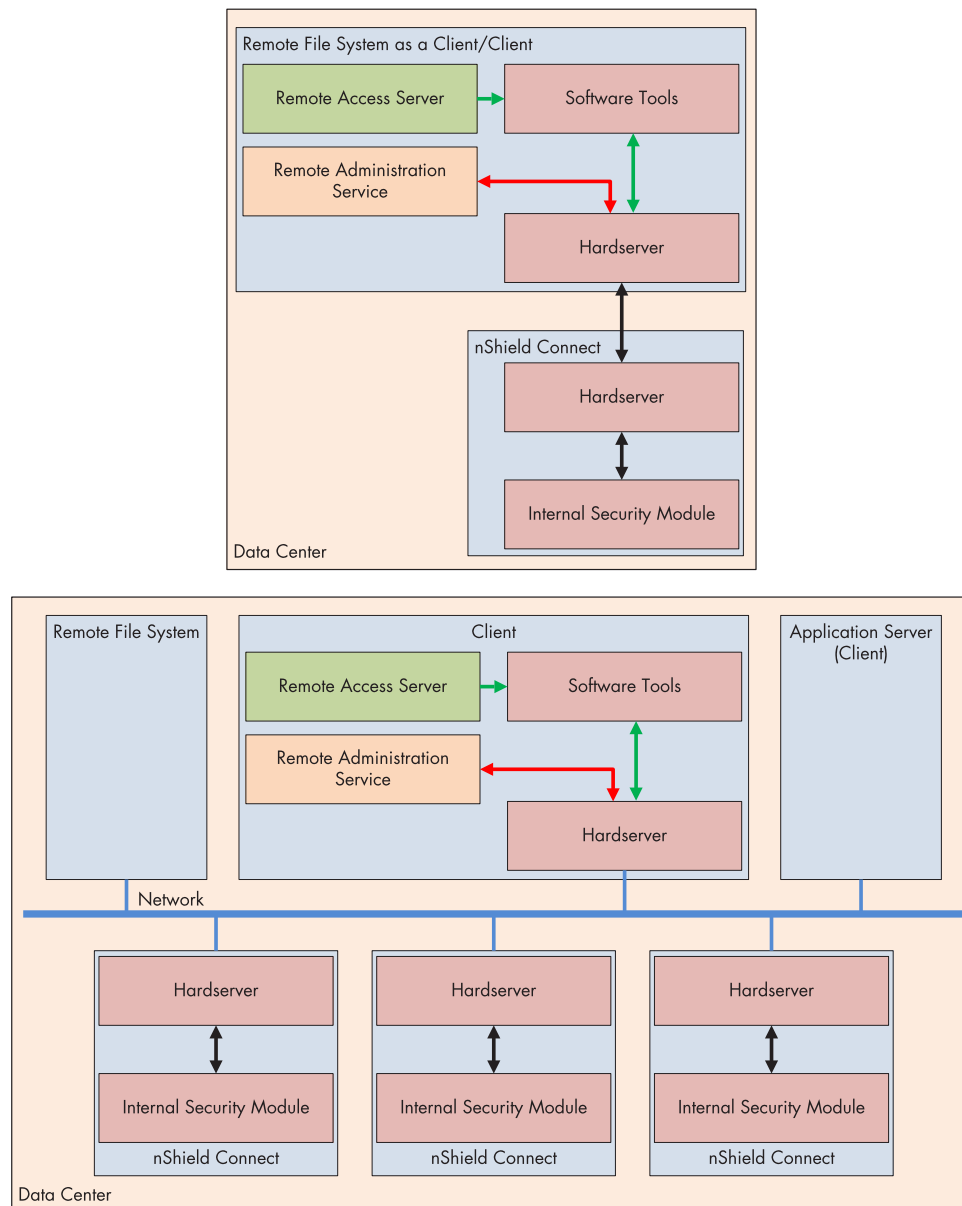 Remote File System as a Client/Client
Remote Access Server
Software Tools
Remote Administration
Service
Hardserver
nShield Connect
Hardserver
Internal Security Module
Data Center
Remote File System
Client
Application Server
(Client)
Remote Access Server
Software Tools
Remote Administration
Service
Hardserver
Network
Hardserver
Hardserver
Hardserver
Internal Security Module
Internal Security Module
Internal Security Module
nShield Connect
nShield Connect
nShield Connect
Data Center